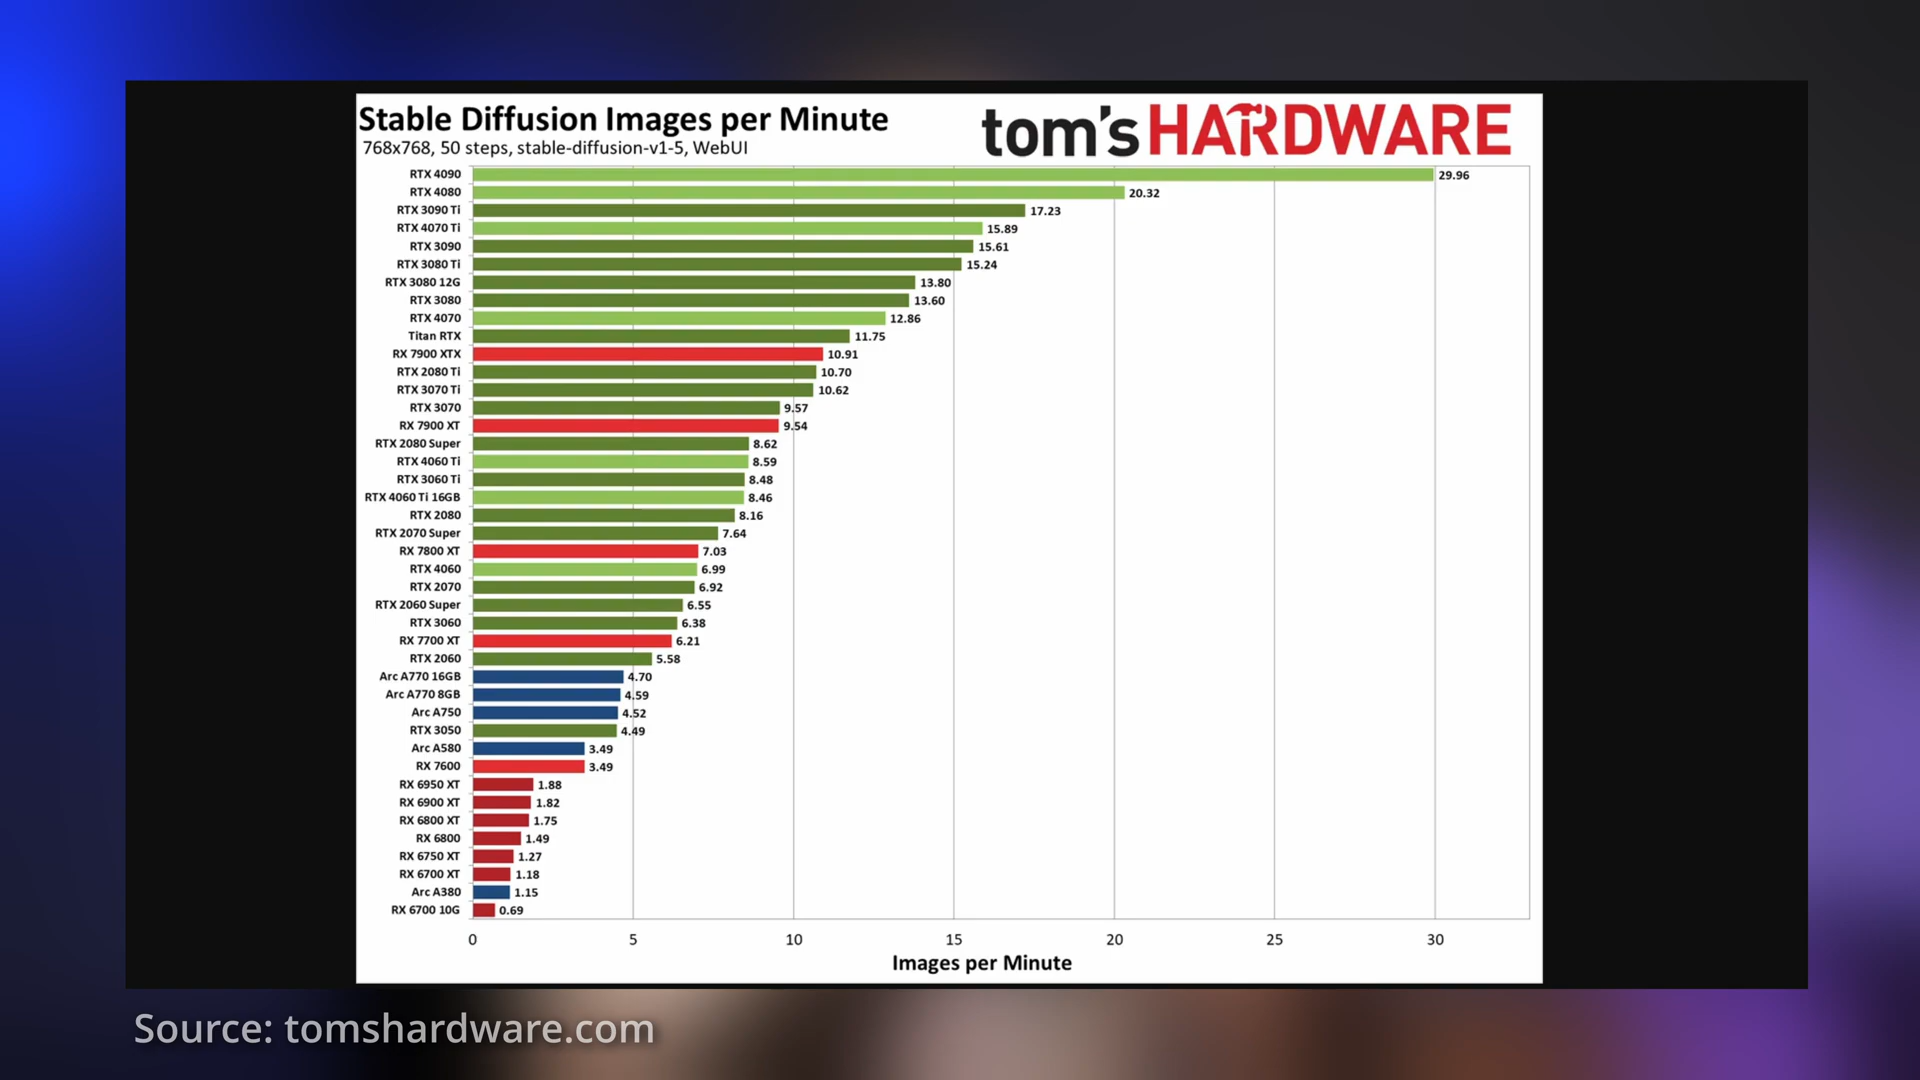 Stable Diffusion Images per Minute
tom's HARDWARE
768x768, 50 steps, stable-diffusion-v1-5, WebUI
RTX 4090 29.96
RTX 4080 20.32
RTX 3090 Ti 17.23
RTX 4070 Ti 15.89
RTX 3090 15.61
RTX 3080 Ti 15.24
RTX 3080 12G 13.80
RTX 3080 13.60
RTX 4070 12.86
Titan RTX 11.75
RX 7900 XTX 10.91
RTX 2080 Ti 10.70
RTX 3070 Ti 10.62
RTX 3070 9.57
RX 7900 XT 9.54
RTX 2080 Super 8.62
RTX 4060 Ti 8.59
RTX 3060 Ti 8.48
RTX 4060 Ti 16GB 8.46
RTX 2080 8.16
RTX 2070 Super 7.64
RX 7800 XT 7.03
RTX 4060 6.99
RTX 2070 6.92
RTX 2060 Super 6.55
RTX 3060 6.38
RX 7700 XT 6.21
RTX 2060 5.58
Arc A770 16GB 4.70
Arc A770 8GB 4.59
Arc A750 4.52
RTX 3050 4.49
Arc A580 3.49
RX 7600 3.49
RX 6950 XT 1.88
RX 6900 XT 1.82
RX 6800 XT 1.75
RX 6800 1.49
RX 6750 XT 1.27
RX 6700 XT 1.18
Arc A380 1.15
RX 6700 10G 0.69
0 5 10 15 20 25 30
Images per Minute
Source: tomshardware.com